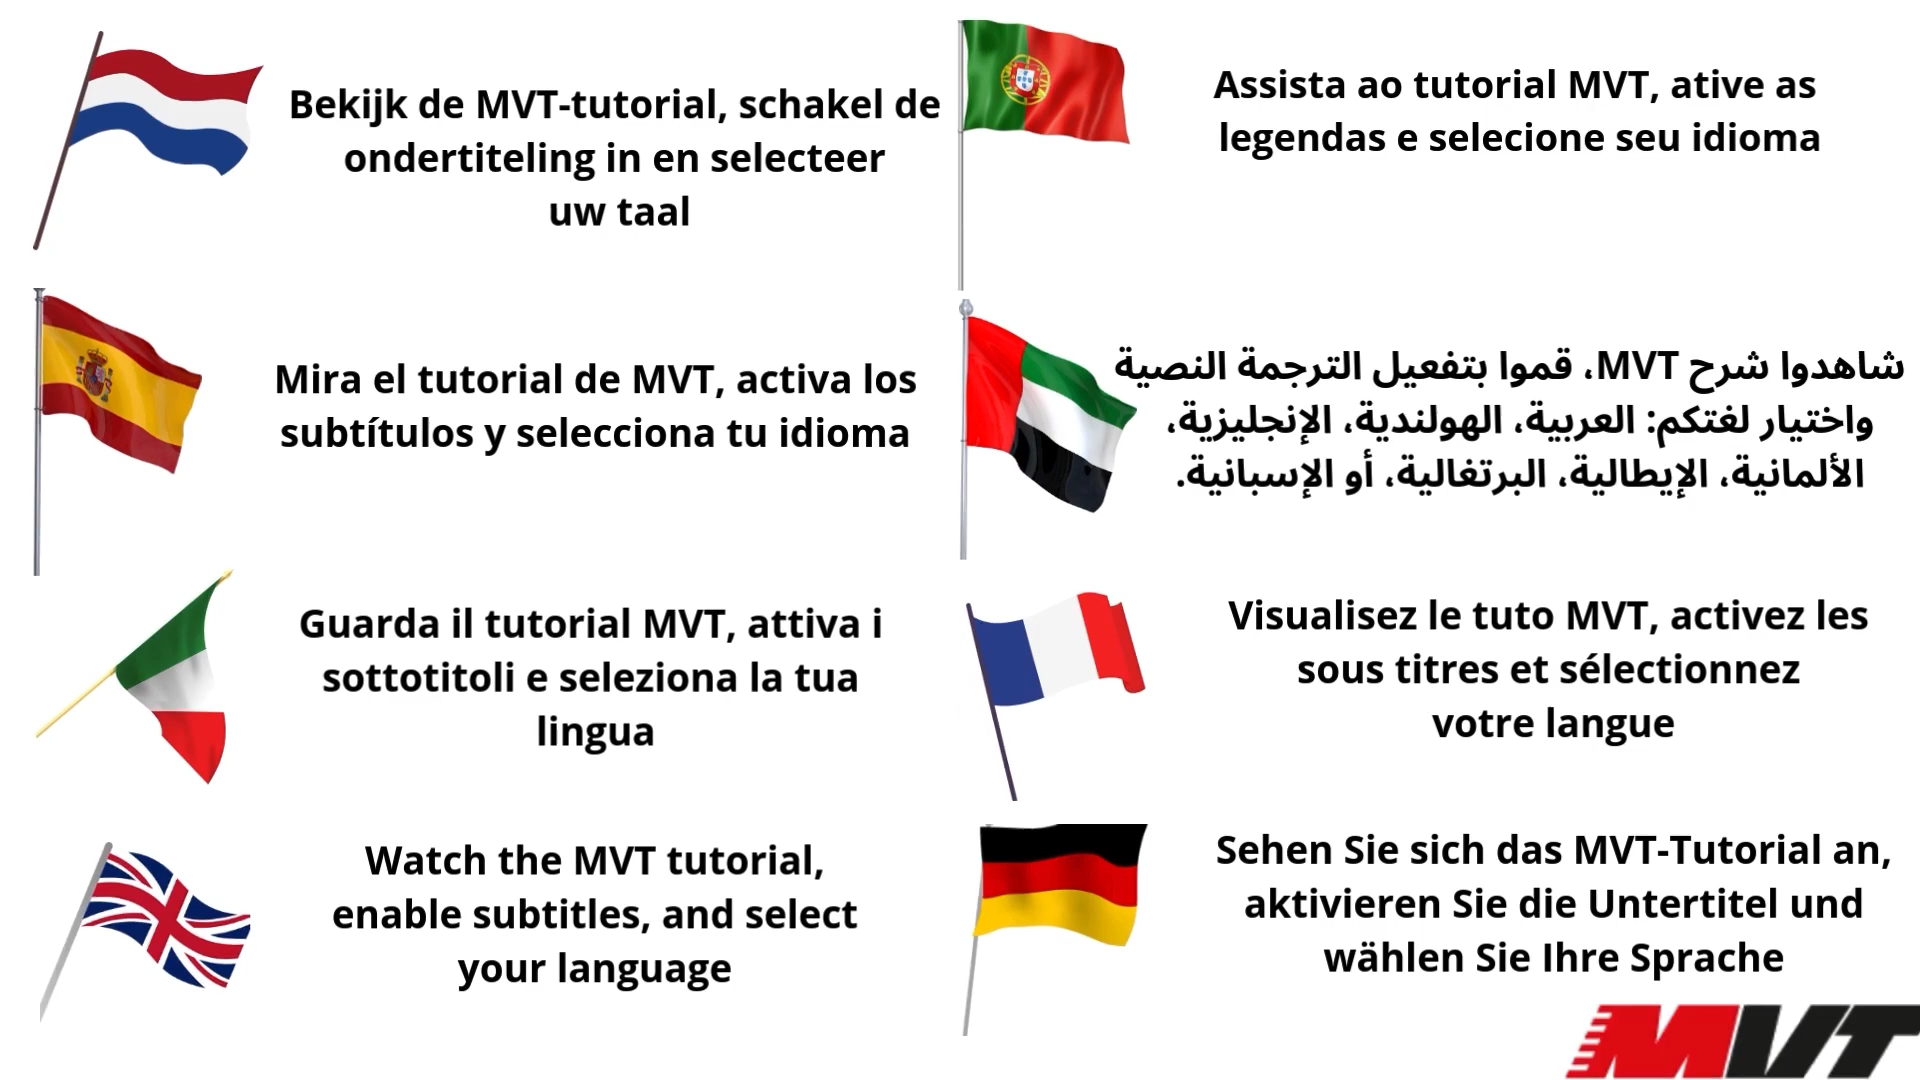 Bekijk de MVT-tutorial, schakel de
ondertiteling in en selecteer
uw taal
Assista ao tutorial MVT, ative as
legendas e selecione seu idioma
Mira el tutorial de MVT, activa los
subtítulos y selecciona tu idioma
شاهدوا شرح MVT، قموا بتفعيل الترجمة النصية
واختيار لغتكم: العربية، الهولندية، الإنجليزية،
الألمانية، الإيطالية، البرتغالية، أو الإسبانية.
Guarda il tutorial MVT, attiva i
sottotitoli e seleziona la tua
lingua
Visualisez le tuto MVT, activez les
sous titres et sélectionnez
votre langue
Watch the MVT tutorial,
enable subtitles, and select
your language
Sehen Sie sich das MVT-Tutorial an,
aktivieren Sie die Untertitel und
wählen Sie Ihre Sprache
MVT